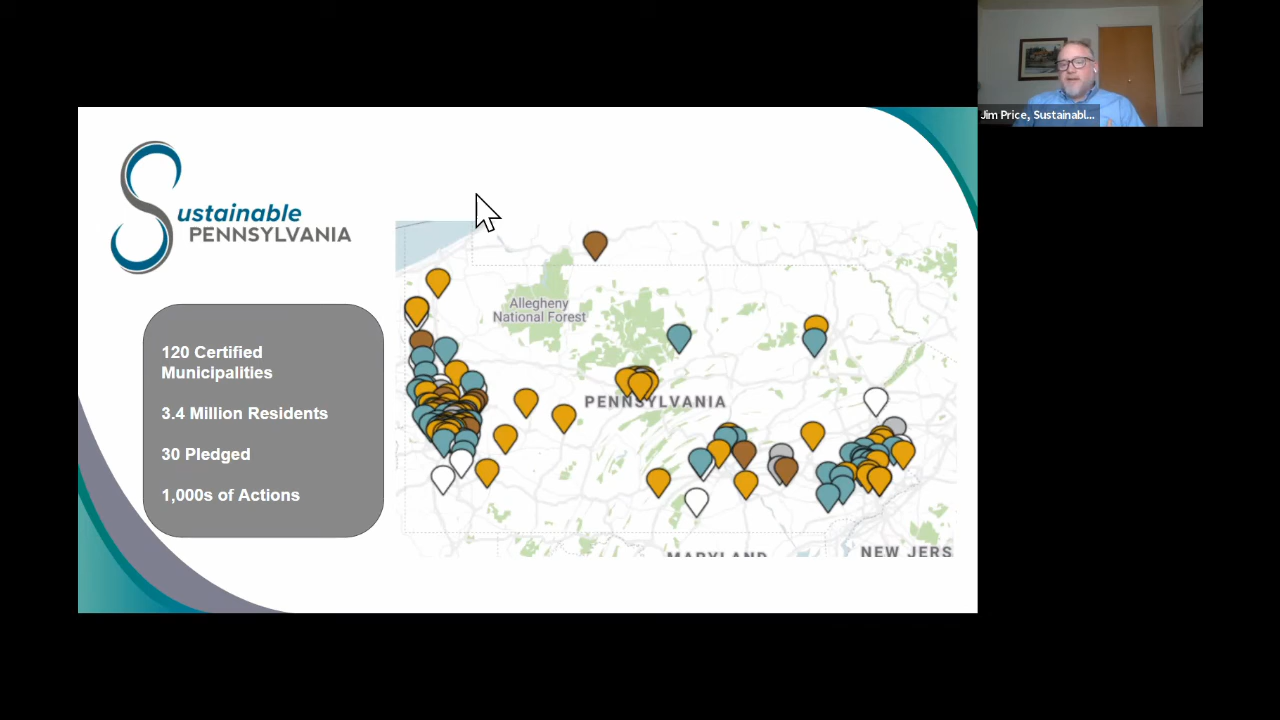 Jim Price, Sustainabl...
Sustainable
PENNSYLVANIA
120 Certified
Municipalities
3.4 Million Residents
30 Pledged
1,000s of Actions
Allegheny
National Forest
PENNSYLVANIA
MARYLAND
NEW JERS